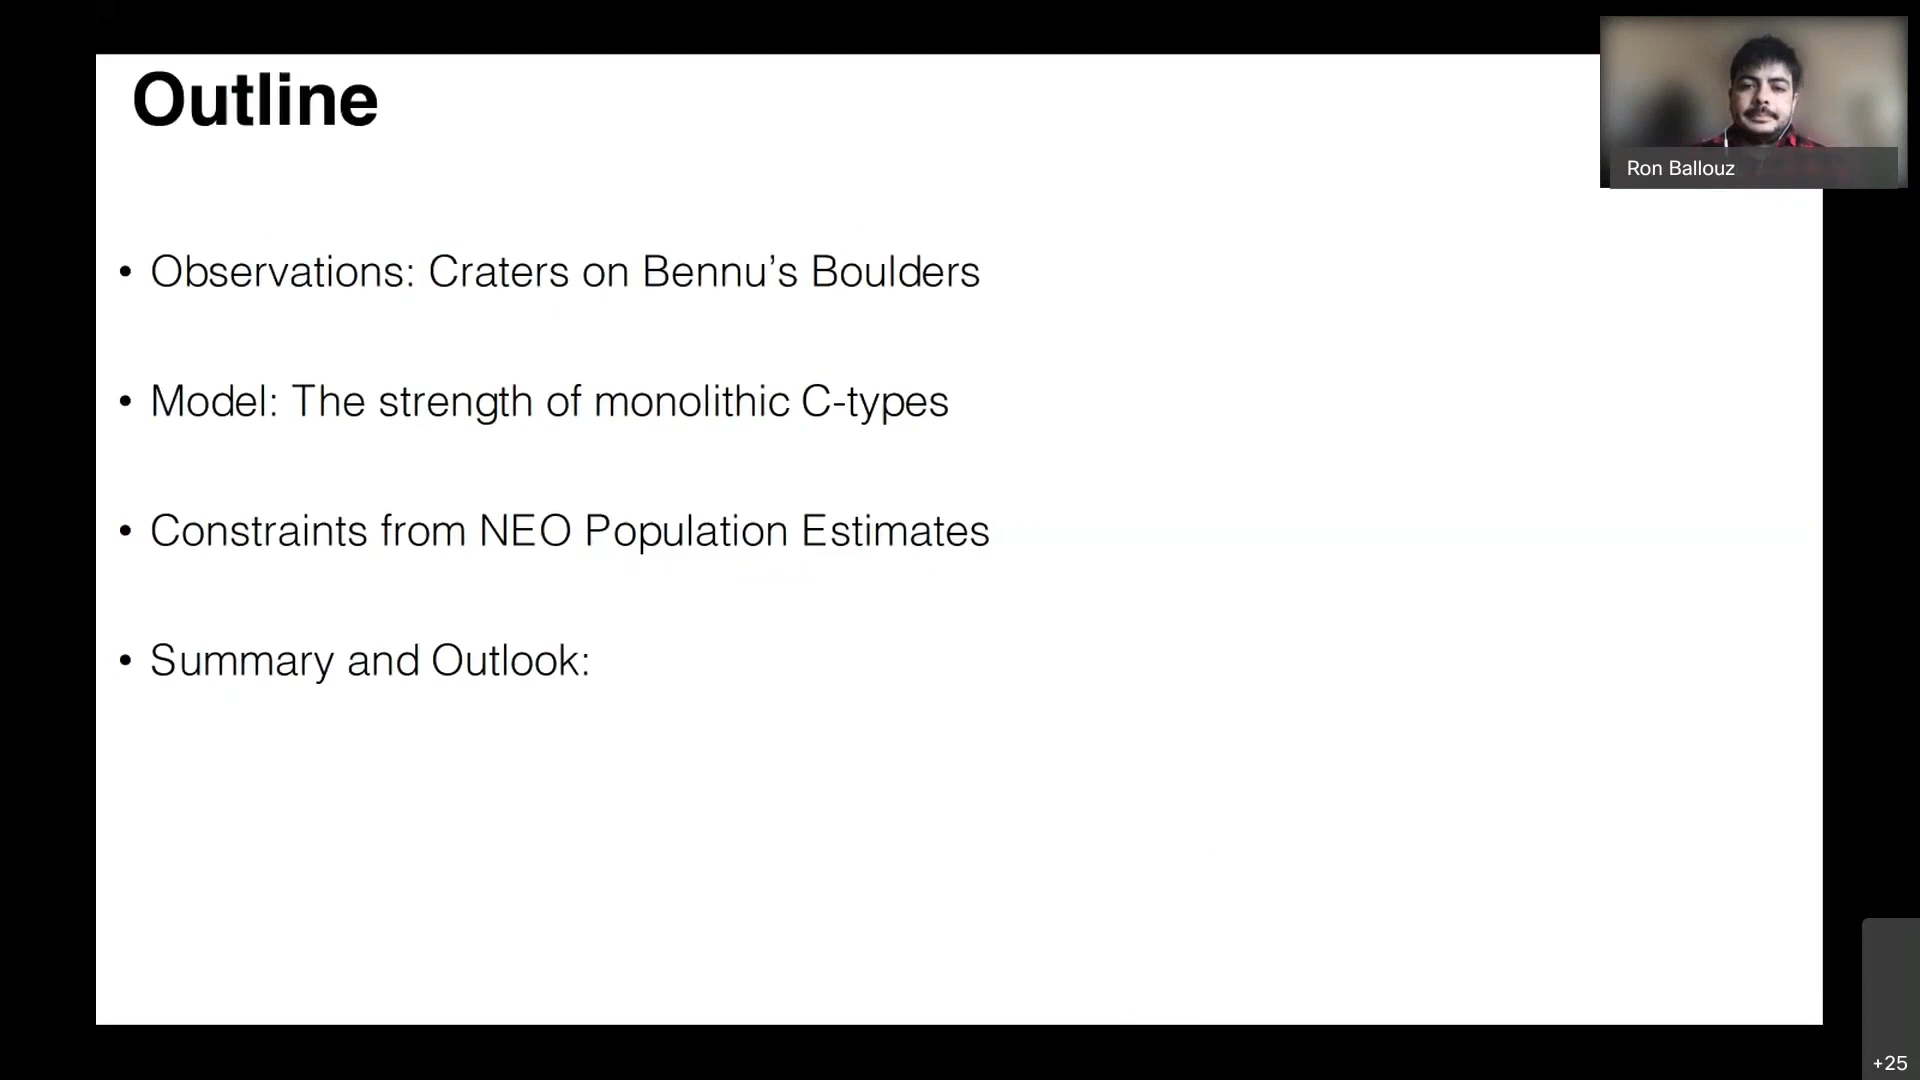 Outline
Ron Ballouz
• Observations: Craters on Bennu’s Boulders
• Model: The strength of monolithic C-types
• Constraints from NEO Population Estimates
• Summary and Outlook:
+25